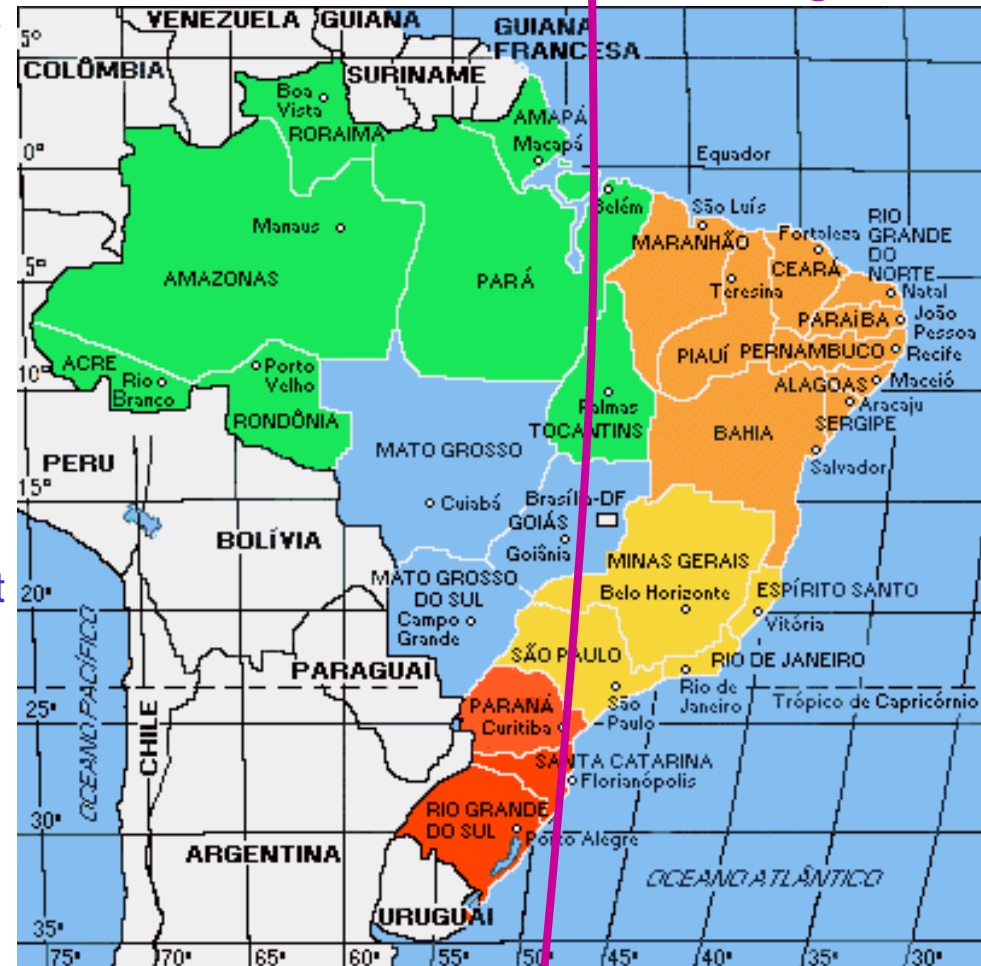 VENEZUELA
GUIANA
GUIANA
FRANCESA
5°
COLÔMBIA
SURINAME
Boa
Vista
RORAIMA
AMAPÁ
Macapá
0°
Equador
Belém
São Luís
RIO
GRANDE
DO
NORTE
Manaus
MARANHÃO
Fortaleza
CEARÁ
5°
AMAZONAS
PARÁ
Teresina
Natal
PARAÍBA
João
Pessoa
ACRE
Porto
Velho
PIAUÍ
PERNAMBUCO
Recife
10°
Rio
Branco
ALAGOAS
Maceió
Palmas
Aracaju
RONDÔNIA
TOCANTINS
BAHIA
SERGIPE
MATO GROSSO
PERU
Salvador
15°
Cuiabá
Brasília-DF
GOIÁS
BOLÍVIA
Goiânia
MINAS GERAIS
MATO GROSSO
DO SUL
Belo Horizonte
ESPÍRITO SANTO
t
20°
Campo
Grande
Vitória
OCEANO PACÍFICO
SÃO PAULO
RIO DE JANEIRO
PARAGUAI
São
Paulo
Rio de
Janeiro
Trópico de Capricórnio
CHILE
PARANÁ
25°
Curitiba
SANTA CATARINA
Florianópolis
RIO GRANDE
DO SUL
30°
Porto Alegre
ARGENTINA
OCEANO ATLÂNTICO
URUGUAI
35°
75° 70° 65° 60° 55° 50° 45° 40° 35° 30°